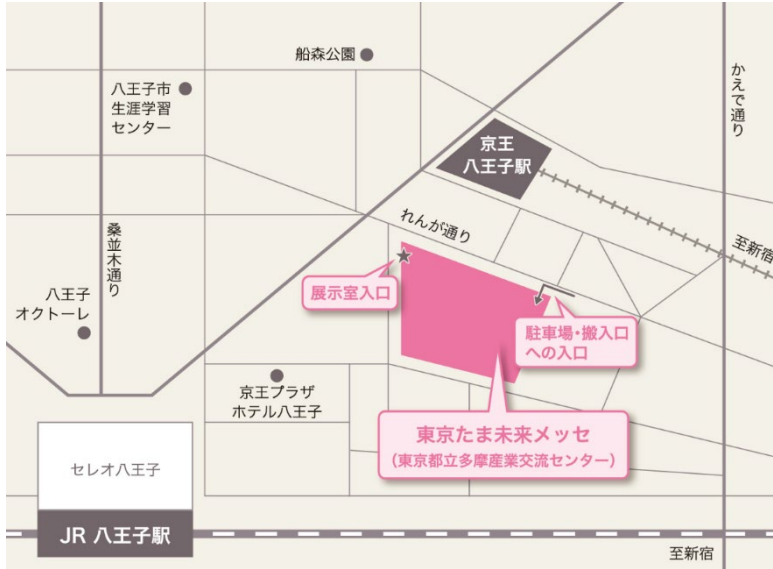 船森公園
八王子市
生涯学習
センター
かえで通り
京王
八王子駅
れんが通り
至新宿
桑並木通り
展示室入口
八王子
オクトーレ
駐車場・搬入口
への入口
京王プラザ
ホテル八王子
東京たま未来メッセ
（東京都立多摩産業交流センター）
セレオ八王子
JR 八王子駅
至新宿